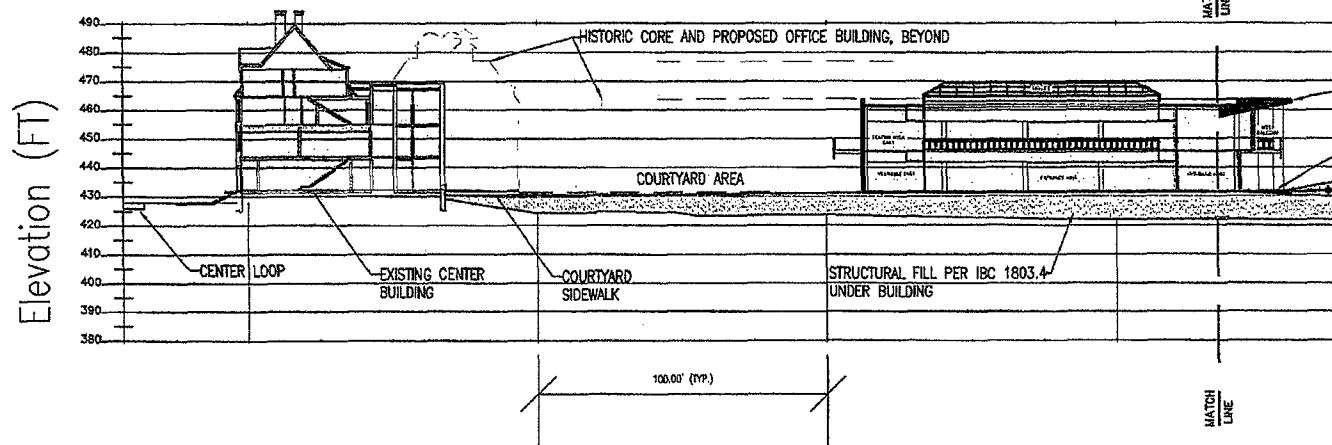 MATCH
LINE
490
480
470
460
450
440
430
420
410
400
390
380
Elevation (FT)
HISTORIC CORE AND PROPOSED OFFICE BUILDING, BEYOND
COURTYARD AREA
CENTER LOOP
EXISTING CENTER
BUILDING
COURTYARD
SIDEWALK
STRUCTURAL FILL PER IBC 1803.4
UNDER BUILDING
100.00' (TYP.)
MATCH
LINE